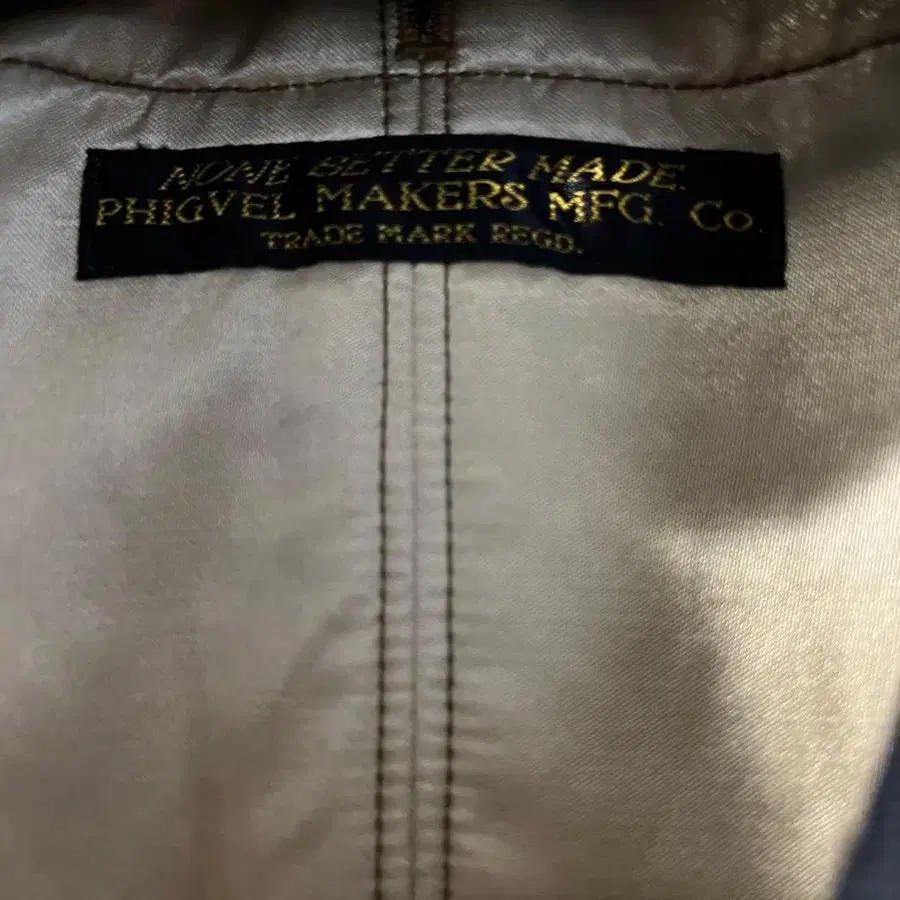 NONE BETTER MADE.
PHIGVEL MAKERS MFG. Co.
TRADE MARK REGD.